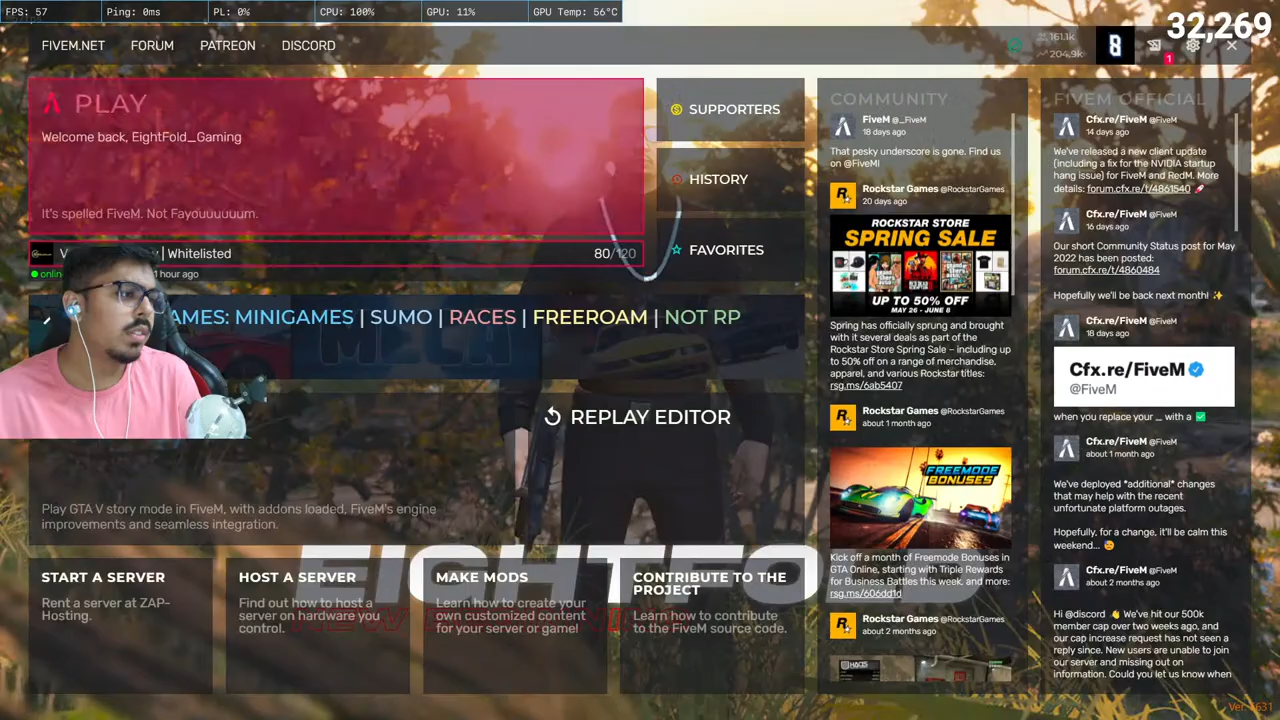 FPS: 57 Ping: 0ms PL: 0% CPU: 100% GPU: 11% GPU Temp: 56°C
32,269
FIVEM.NET FORUM PATREON DISCORD
161.1k
204.9k
8
1
PLAY
Welcome back, EightFold_Gaming
It's spelled FiveM. Not Fayouuuuuum.
| Whitelisted
80/120
online
1 hour ago
SUPPORTERS
HISTORY
FAVORITES
AMES: MINIGAMES | SUMO | RACES | FREEROAM | NOT RP
REPLAY EDITOR
Play GTA V story mode in FiveM, with addons loaded, FiveM's engine
improvements and seamless integration.
EIGHTFOLD
START A SERVER
Rent a server at ZAP-
Hosting.
HOST A SERVER
Find out how to host a
server on hardware you
control.
MAKE MODS
Learn how to create your
own customized content
for your server or game!
CONTRIBUTE TO THE
PROJECT
Learn how to contribute
to the FiveM source code.
COMMUNITY
FiveM @_FiveM
18 days ago
That pesky underscore is gone. Find us
on @FiveM!
Rockstar Games @RockstarGames
20 days ago
ROCKSTAR STORE
SPRING SALE
UP TO 50% OFF
MAY 26 - JUNE 8
Spring has officially sprung and brought
with it several deals as part of the
Rockstar Store Spring Sale – including up
to 50% off on a range of merchandise,
apparel, and various Rockstar titles:
rsg.ms/6ab5407
Rockstar Games @RockstarGames
about 1 month ago
FREEMODE
BONUSES
Kick off a month of Freemode Bonuses in
GTA Online, starting with Triple Rewards
for Business Battles this week, and more:
rsg.ms/606dd1d
Rockstar Games @RockstarGames
about 2 months ago
FIVEM OFFICIAL
Cfx.re/FiveM @FiveM
14 days ago
We've released a new client update
(including a fix for the NVIDIA startup
hang issue) for FiveM and RedM. More
details: forum.cfx.re/t/4861540 🚀
Cfx.re/FiveM @FiveM
16 days ago
Our short Community Status post for May
2022 has been posted:
forum.cfx.re/t/4860484
Hopefully we'll be back next month! ✨
Cfx.re/FiveM @FiveM
18 days ago
Cfx.re/FiveM
@FiveM
when you replace your _ with a ✅
Cfx.re/FiveM @FiveM
about 1 month ago
We've deployed *additional* changes
that may help with the recent
unfortunate platform outages.
Hopefully, for a change, it'll be calm this
weekend... 😓
Cfx.re/FiveM @FiveM
about 2 months ago
Hi @discord 👋 We've hit our 500k
member cap over two weeks ago, and
our cap increase request has not seen a
reply since. New users are unable to join
our server and missing out on
information. Could you let us know when